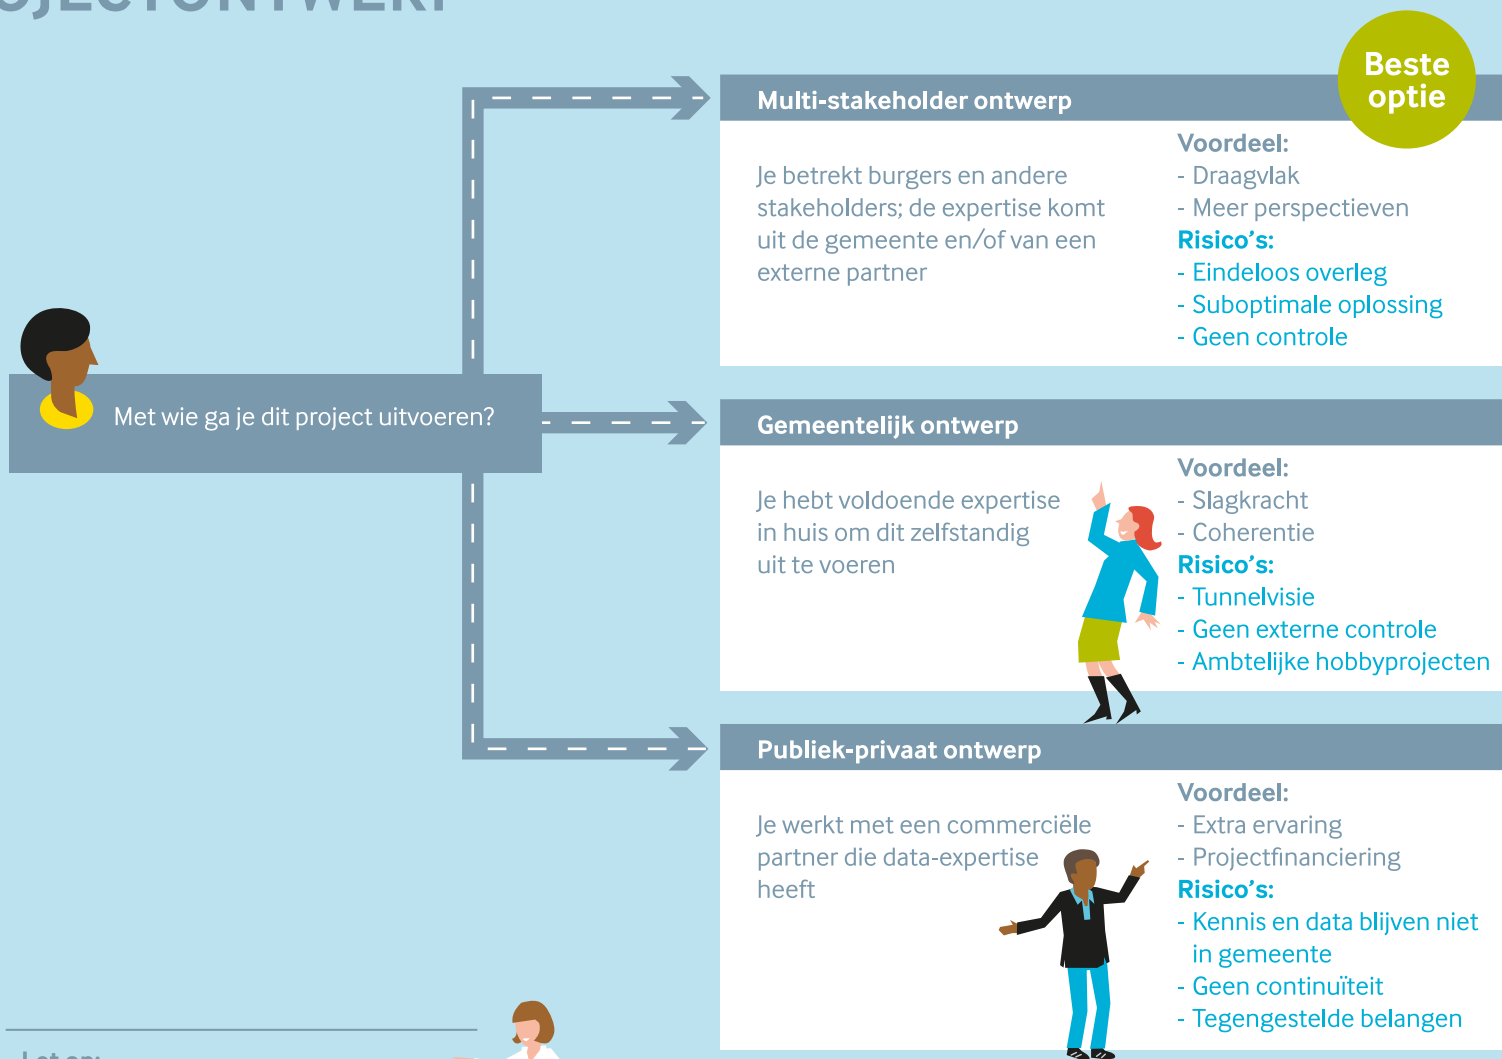 Beste
optie
Multi-stakeholder ontwerp
Je betrekt burgers en andere
stakeholders; de expertise komt
uit de gemeente en/of van een
externe partner
Voordeel:
- Draagvlak
- Meer perspectieven
Risico's:
- Eindeloos overleg
- Suboptimale oplossing
- Geen controle
Met wie ga je dit project uitvoeren?
Gemeentelijk ontwerp
Je hebt voldoende expertise
in huis om dit zelfstandig
uit te voeren
Voordeel:
- Slagkracht
- Coherentie
Risico's:
- Tunnelvisie
- Geen externe controle
- Ambtelijke hobbyprojecten
Publiek-privaat ontwerp
Je werkt met een commerciële
partner die data-expertise
heeft
Voordeel:
- Extra ervaring
- Projectfinanciering
Risico's:
- Kennis en data blijven niet
in gemeente
- Geen continuïteit
- Tegengestelde belangen
Let op: